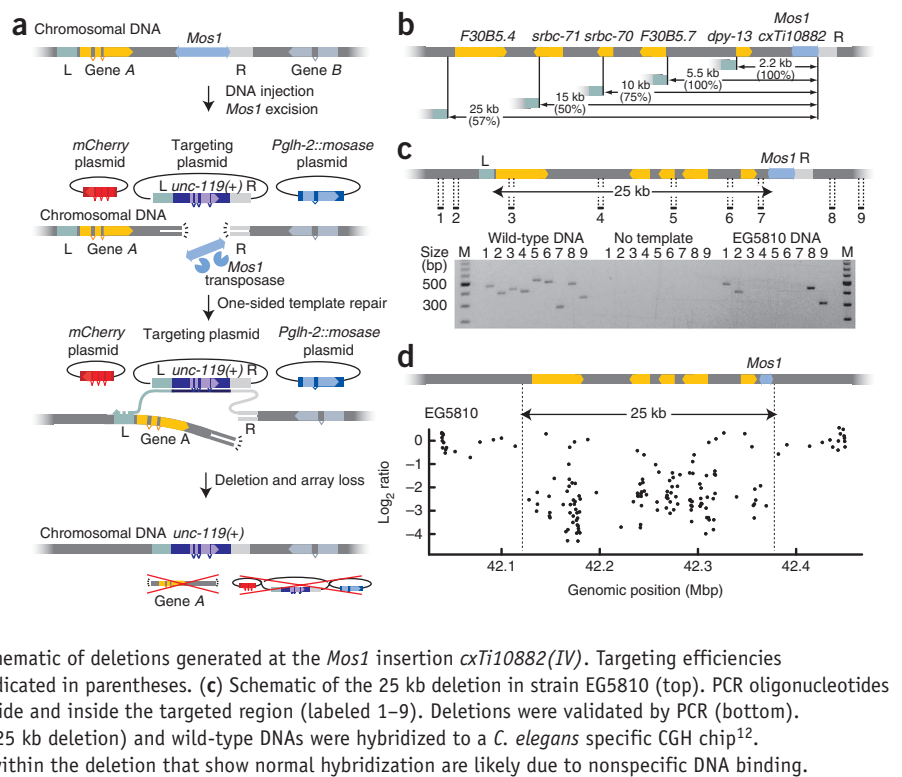 a
Chromosomal DNA
Mos1
L Gene A R Gene B
DNA injection
Mos1 excision
mCherry plasmid
Targeting plasmid
Pglh-2::mosase plasmid
L unc-119(+) R
Chromosomal DNA
L Gene A R
Mos1
transposase
One-sided template repair
mCherry plasmid
Targeting plasmid
Pglh-2::mosase plasmid
L unc-119(+) R
L Gene A R
Deletion and array loss
Chromosomal DNA unc-119(+)
Gene A
b
Mos1
F30B5.4 srbc-71 srbc-70 F30B5.7 dpy-13 cxTi10882 R
2.2 kb
(100%)
5.5 kb
(100%)
10 kb
(75%)
15 kb
(50%)
25 kb
(57%)
c
L Mos1 R
25 kb
1 2 3 4 5 6 7 8 9
Wild-type DNA No template EG5810 DNA
Size (bp)
M 1 2 3 4 5 6 7 8 9 1 2 3 4 5 6 7 8 9 1 2 3 4 5 6 7 8 9 M
500
300
d
Mos1
EG5810
25 kb
Log2 ratio
0
–1
–2
–3
–4
42.1 42.2 42.3 42.4
Genomic position (Mbp)
hematic of deletions generated at the Mos1 insertion cxTi10882(IV). Targeting efficiencies
dicated in parentheses. (c) Schematic of the 25 kb deletion in strain EG5810 (top). PCR oligonucleotides
ide and inside the targeted region (labeled 1–9). Deletions were validated by PCR (bottom).
25 kb deletion) and wild-type DNAs were hybridized to a C. elegans specific CGH chip12.
vithin the deletion that show normal hybridization are likely due to nonspecific DNA binding.